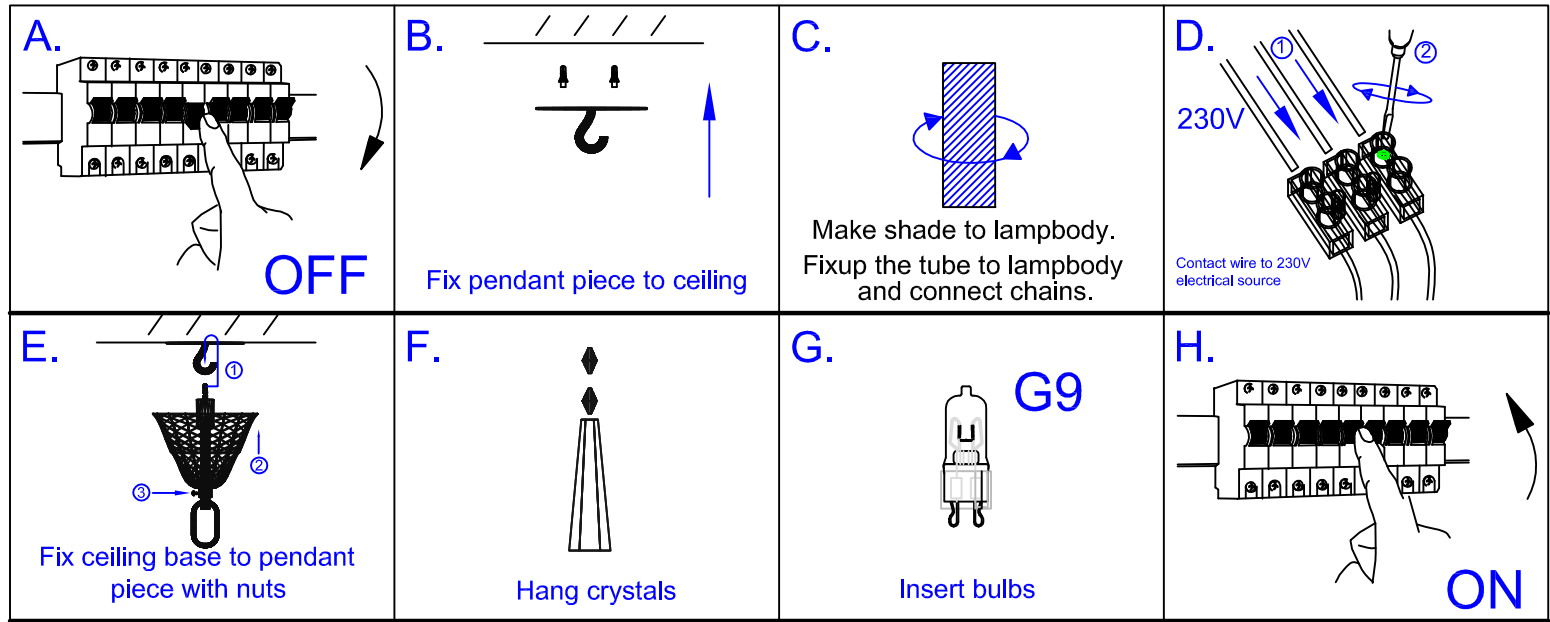 A.
OFF
B.
Fix pendant piece to ceiling
C.
Make shade to lampbody.
Fixup the tube to lampbody
and connect chains.
D.
①
②
230V
Contact wire to 230V
electrical source
E.
①
②
③
Fix ceiling base to pendant
piece with nuts
F.
Hang crystals
G.
G9
Insert bulbs
H.
ON